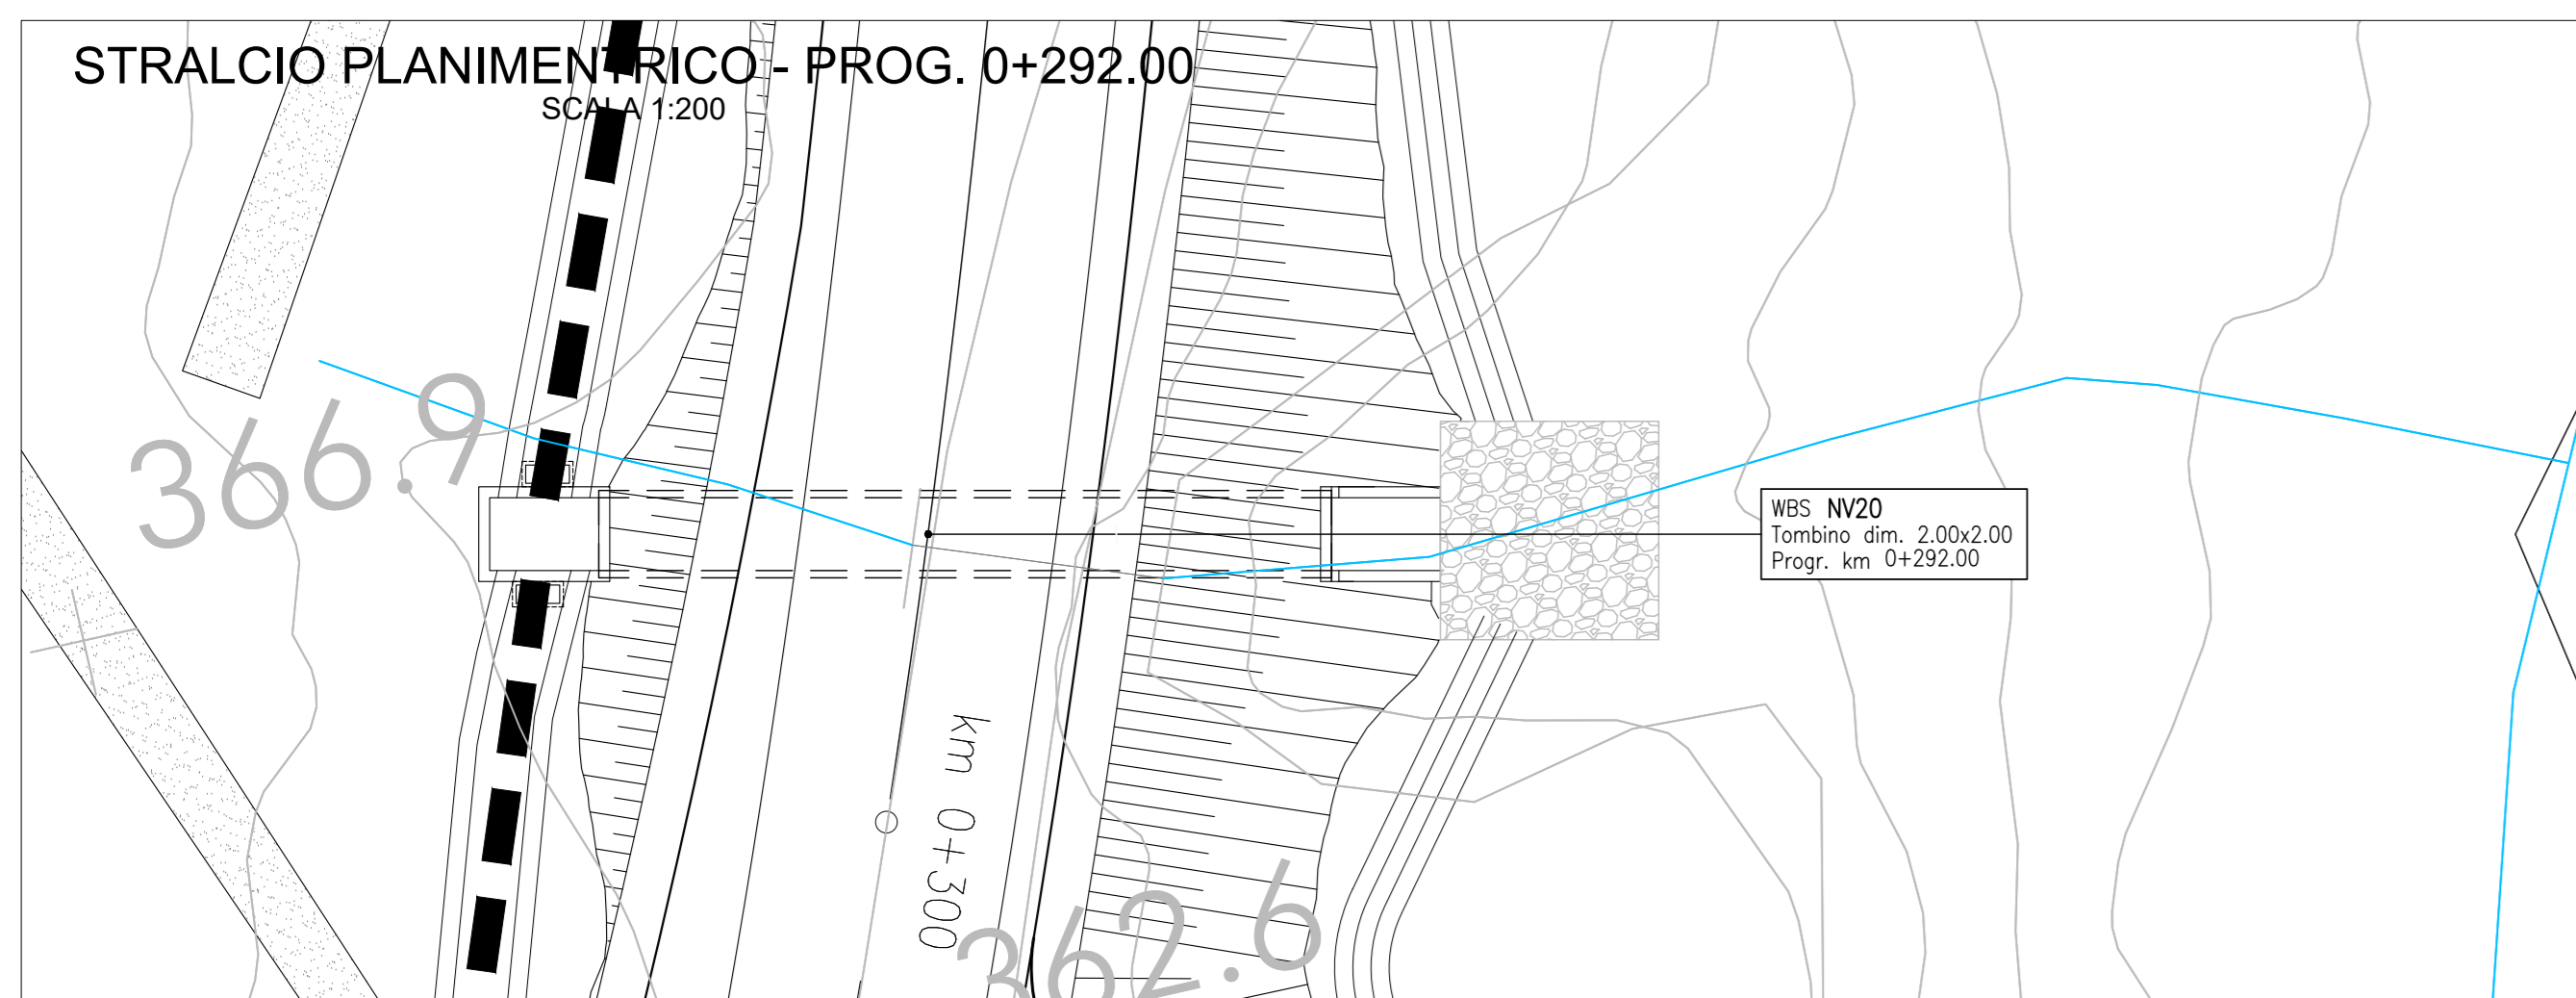 STRALCIO PLANIMENTRICO - PROG. 0+292.00
SCALA 1:200
366.9
WBS NV20
Tombino dim. 2.00x2.00
Progr. km 0+292.00
km 0+300
362.6